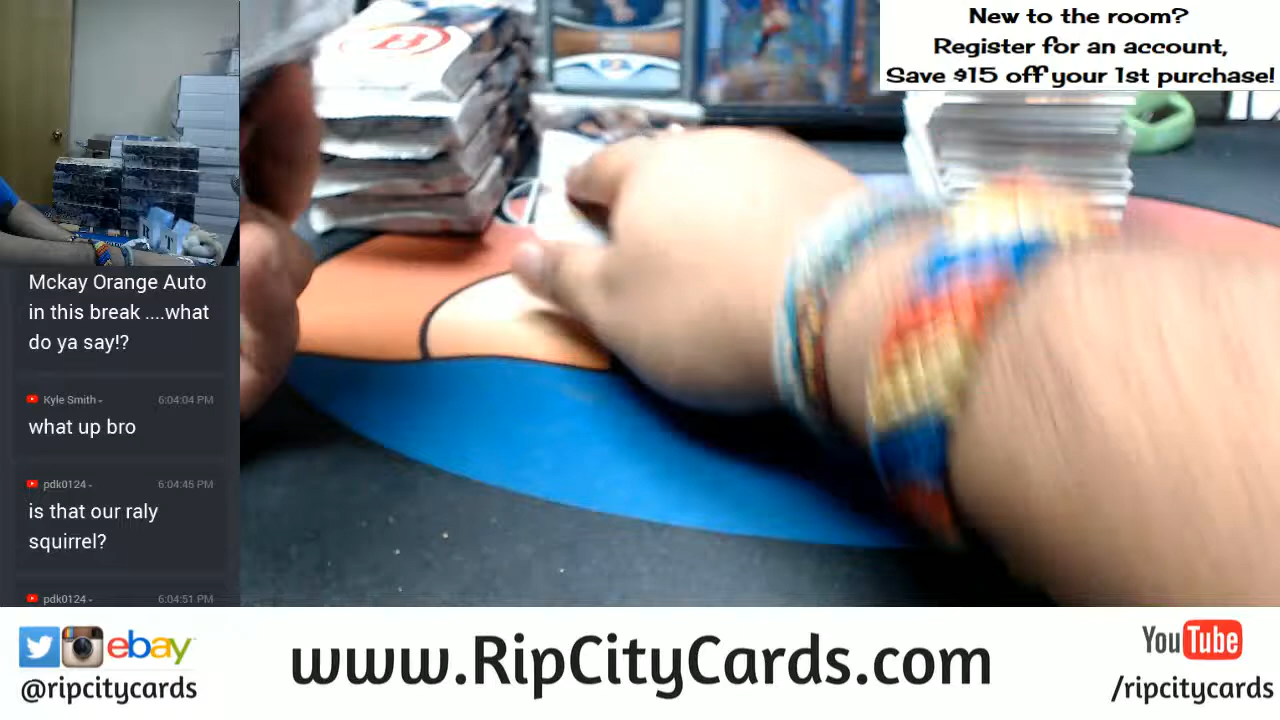 New to the room?
Register for an account,
Save $15 off your 1st purchase!
Mckay Orange Auto
in this break ....what
do ya say!?
Kyle Smith 6:04:04 PM
what up bro
pdk0124 6:04:45 PM
is that our raly
squirrel?
pdk0124 6:04:51 PM
B
ebay
@ripcitycards
www.RipCityCards.com
YouTube
/ripcitycards